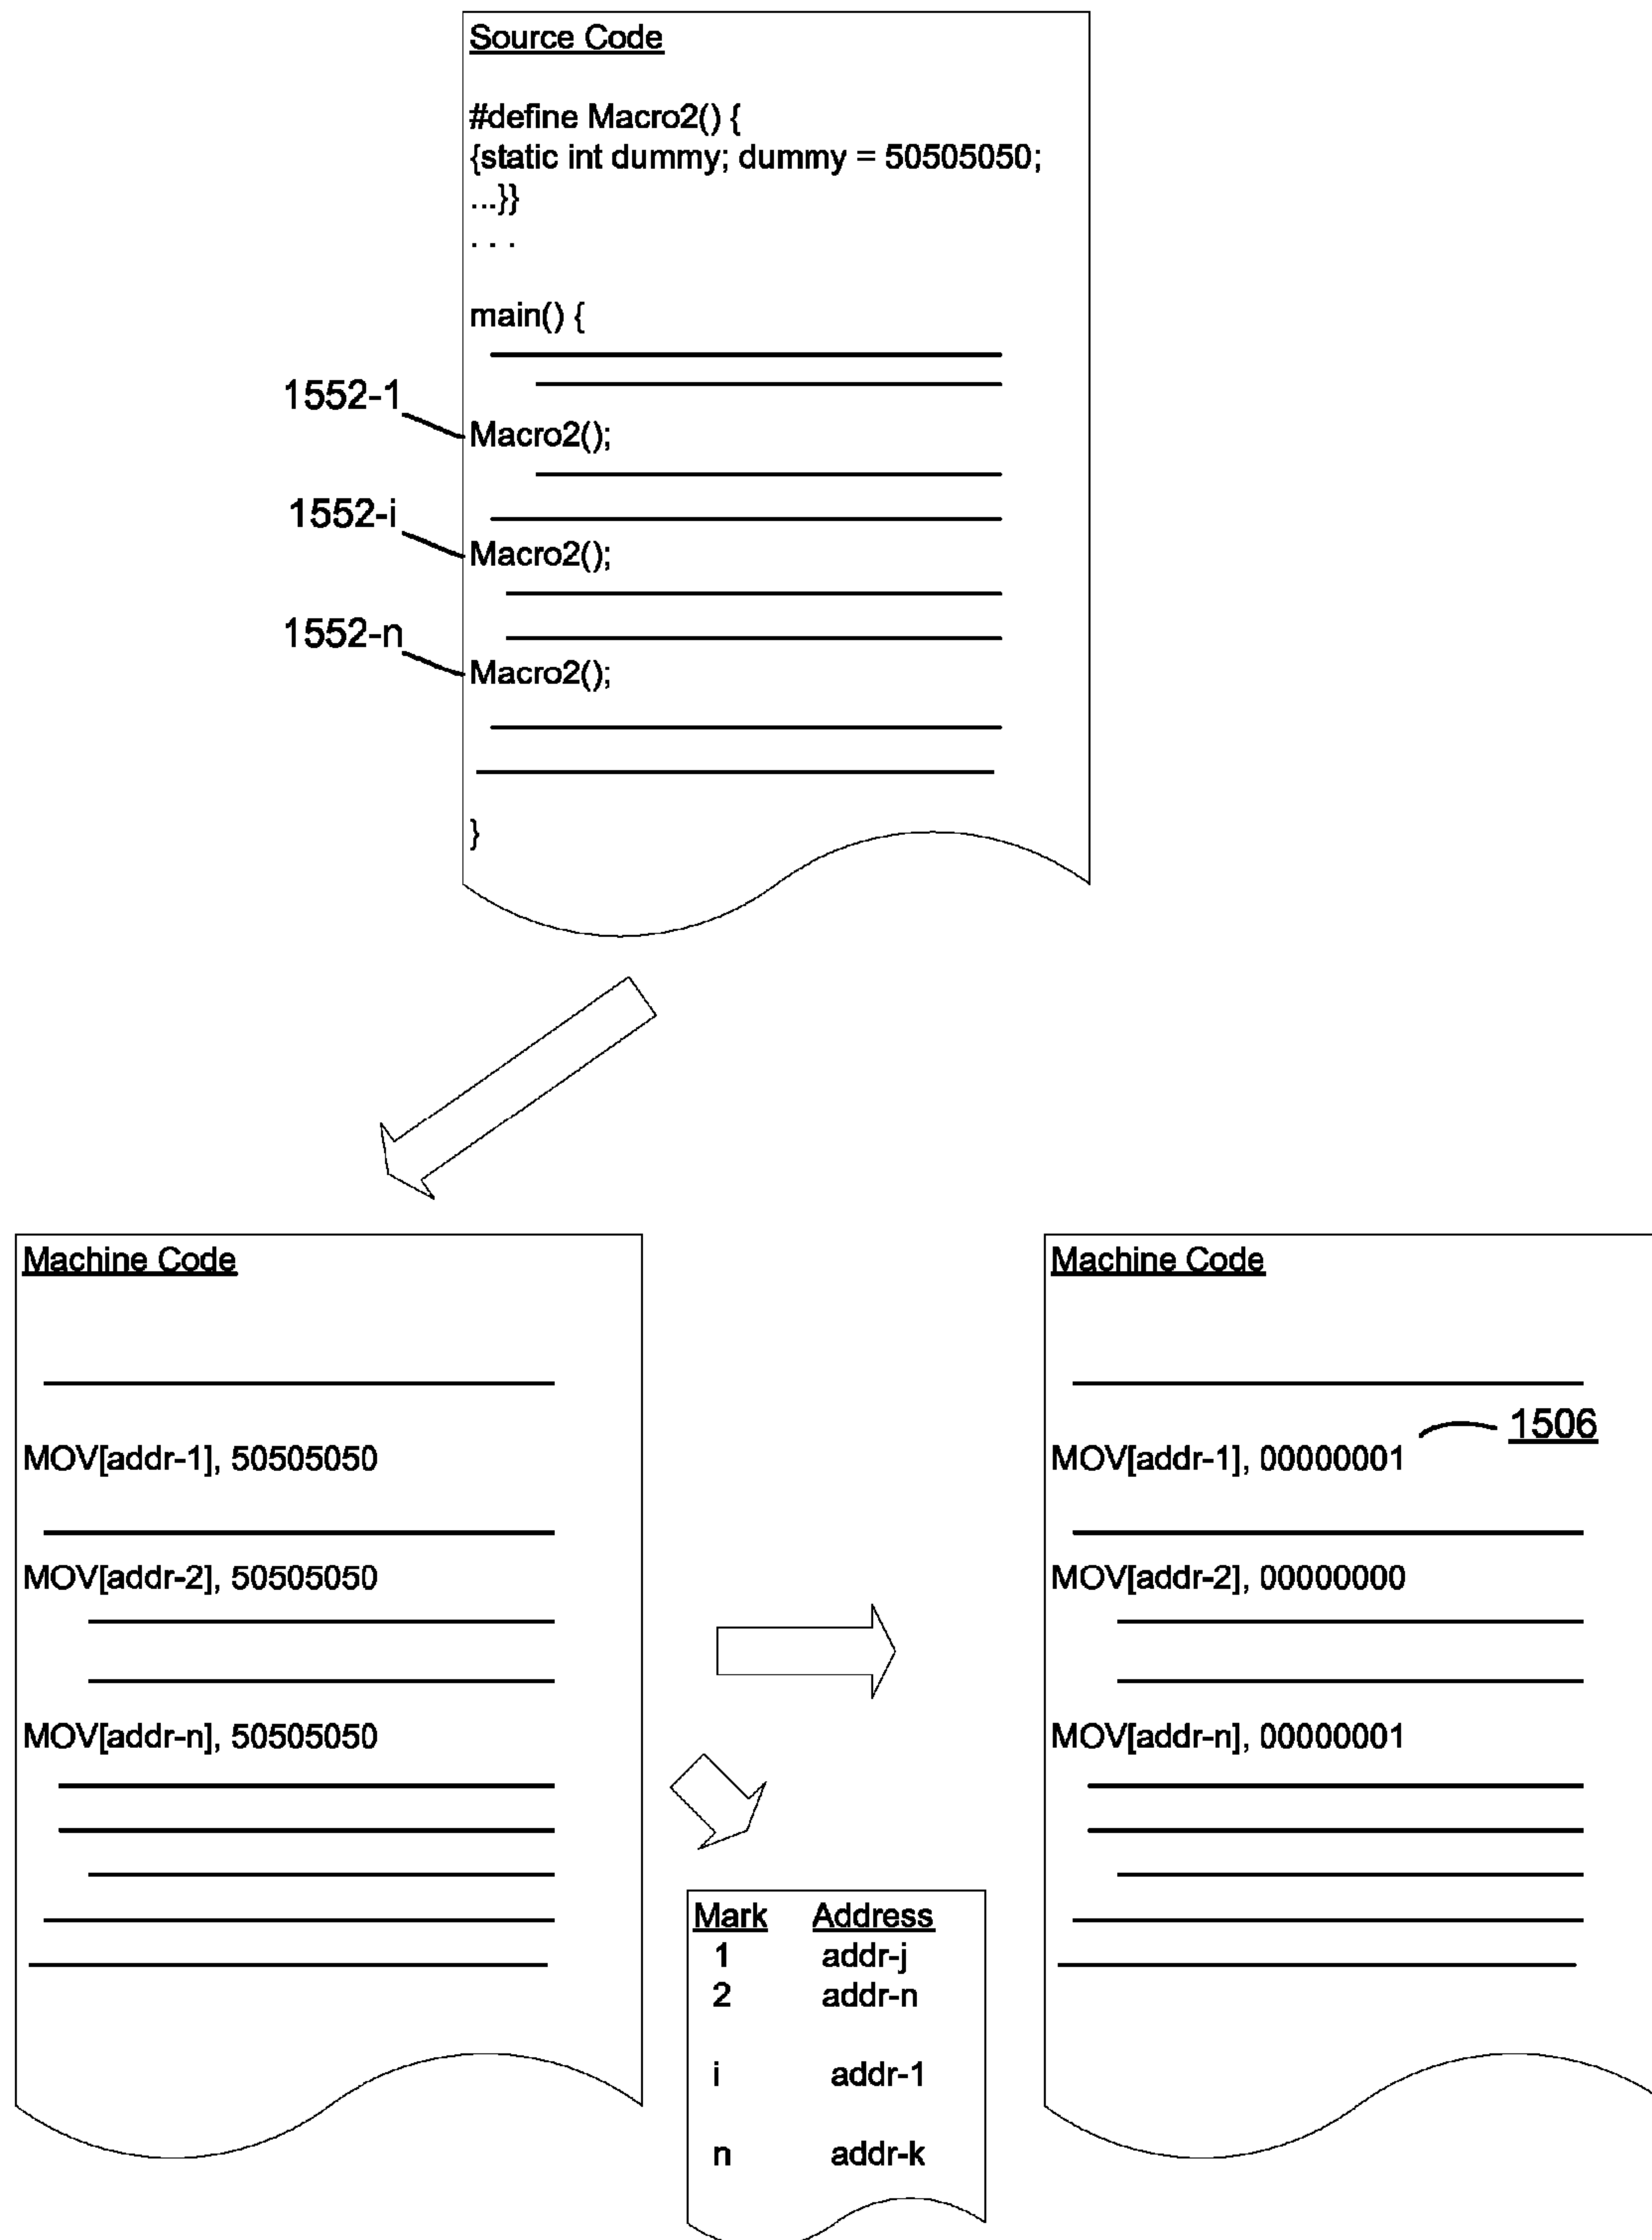 Source Code
#define Macro2() {
{static int dummy; dummy = 50505050;
...}}
. . .
main() {
1552-1
Macro2();
1552-i
Macro2();
1552-n
Macro2();
}
Machine Code
MOV[addr-1], 50505050
MOV[addr-2], 50505050
MOV[addr-n], 50505050
Machine Code
1506
MOV[addr-1], 00000001
MOV[addr-2], 00000000
MOV[addr-n], 00000001
Mark Address
1 addr-j
2 addr-n
i addr-1
n addr-k